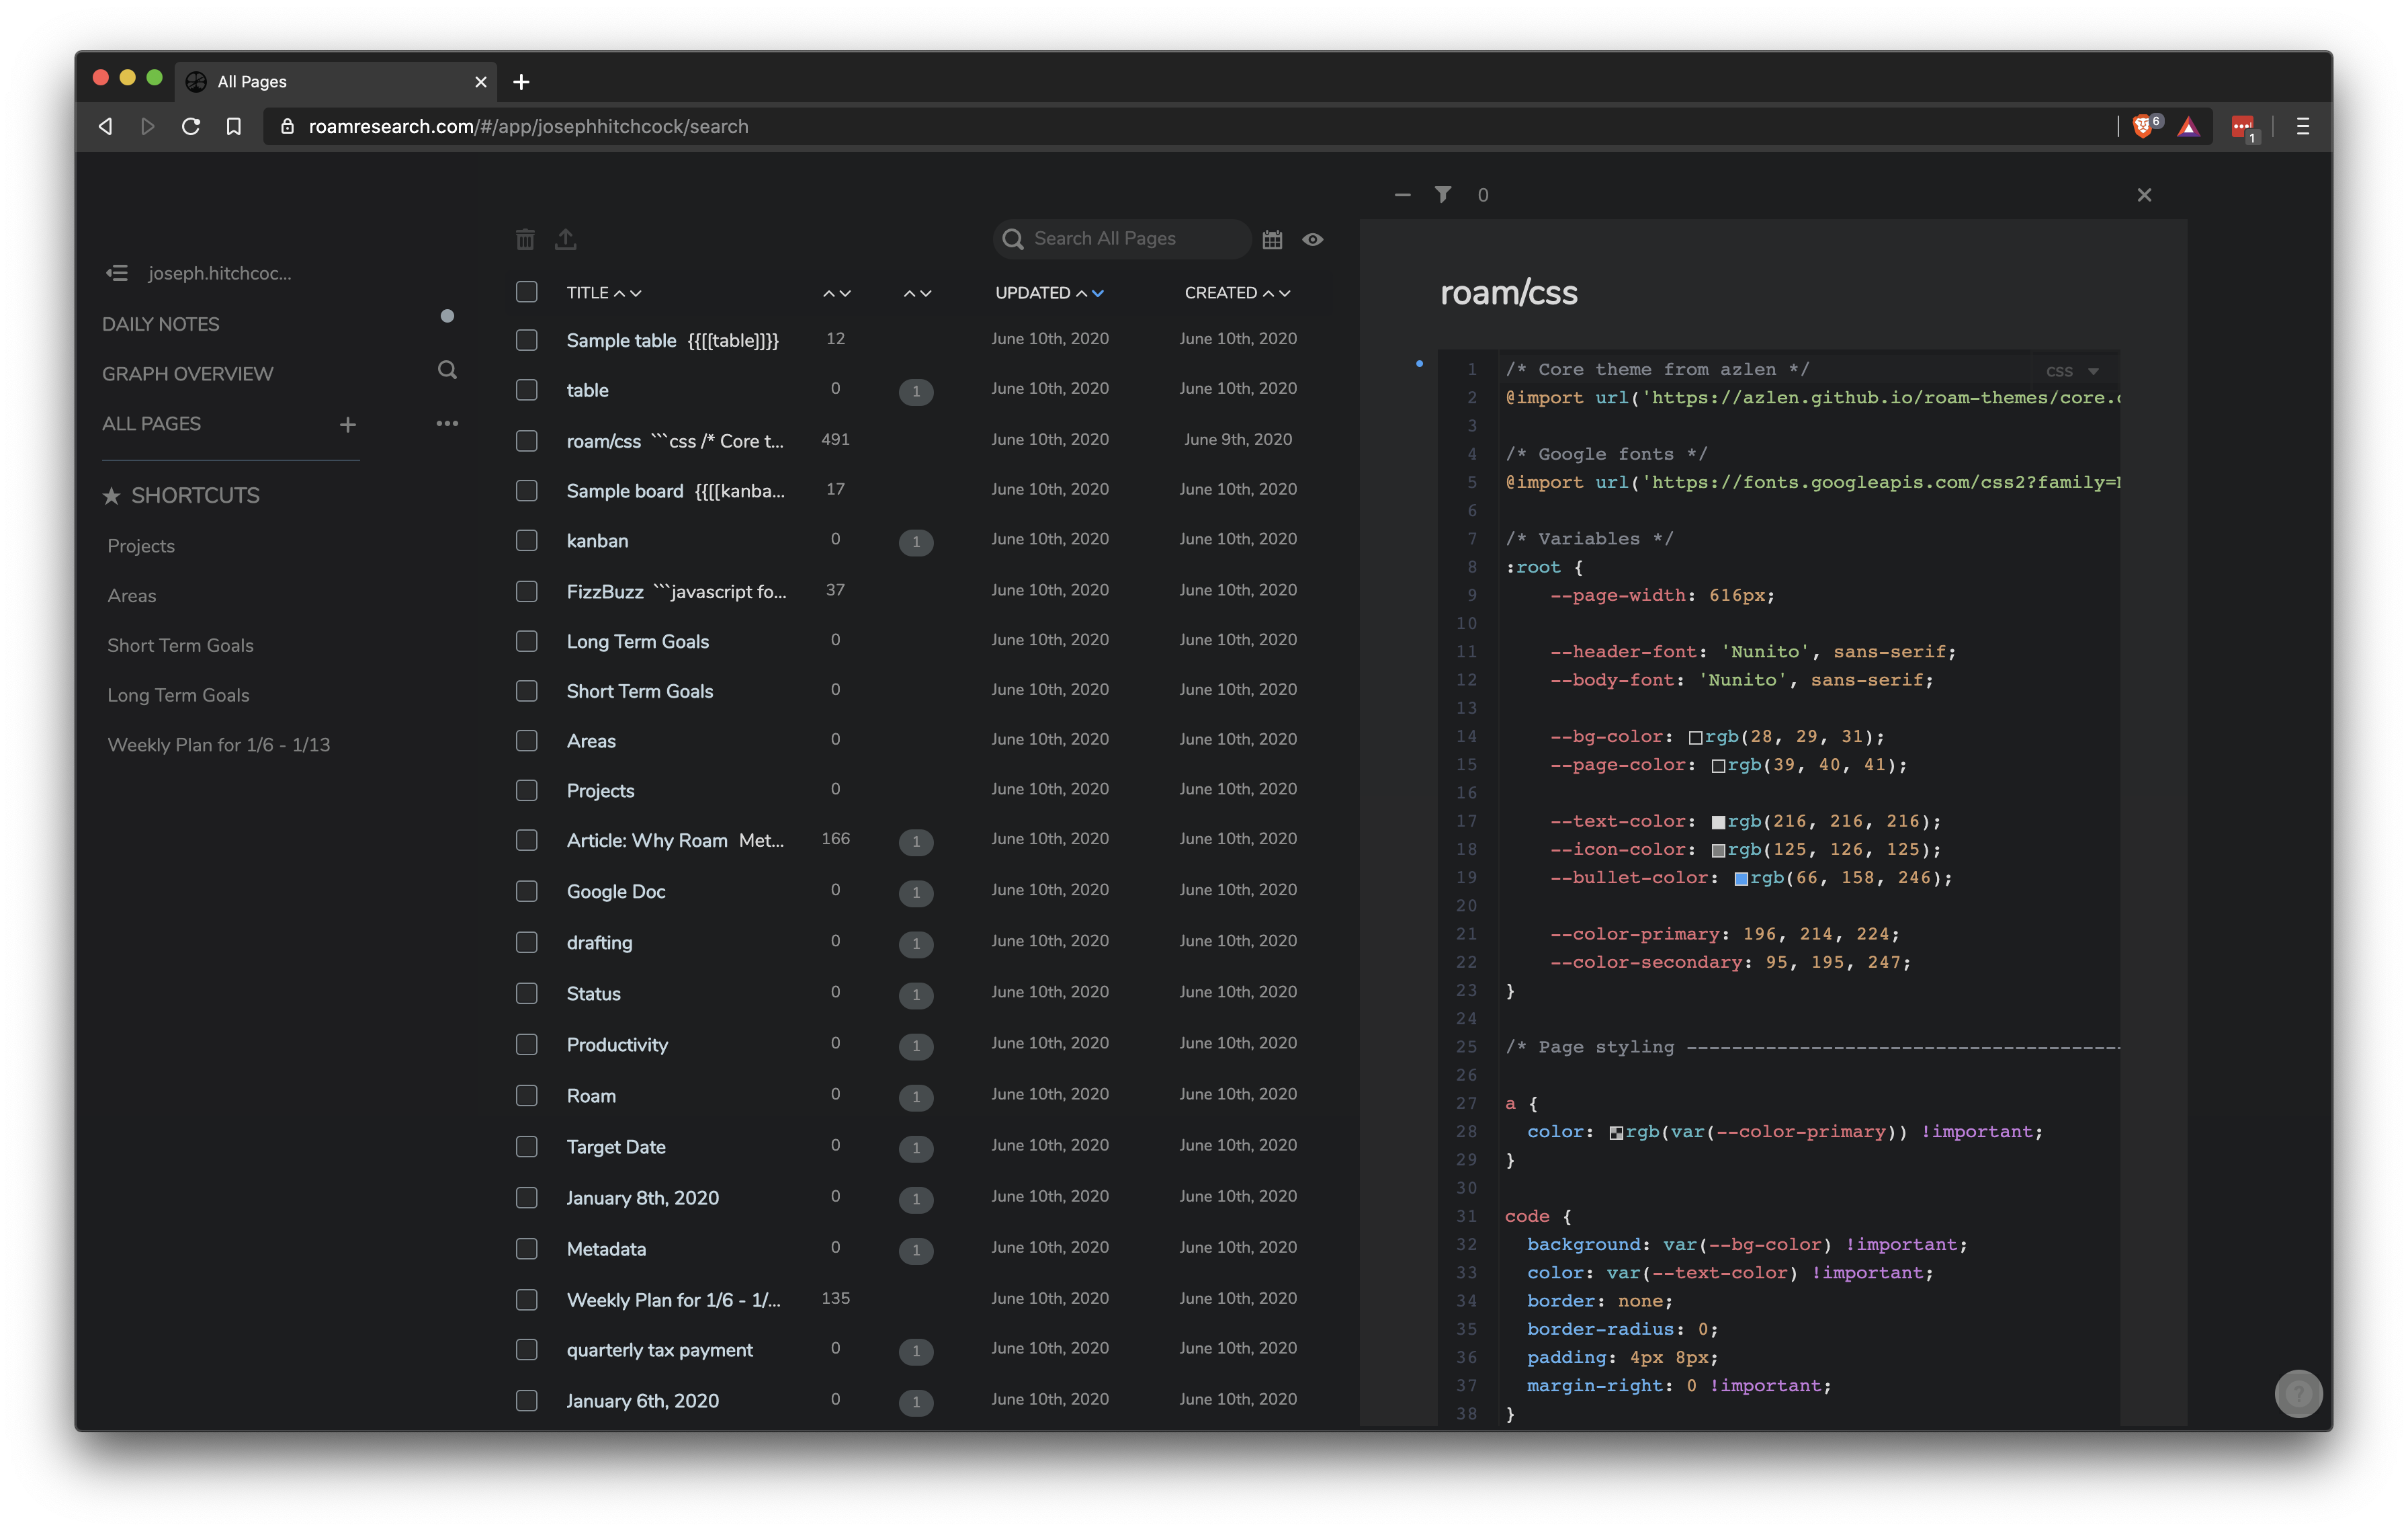 All Pages
roamresearch.com/#/app/josephhitchcock/search
6
1
joseph.hitchcoc...
DAILY NOTES
GRAPH OVERVIEW
ALL PAGES
SHORTCUTS
Projects
Areas
Short Term Goals
Long Term Goals
Weekly Plan for 1/6 - 1/13
Search All Pages
TITLE UPDATED CREATED
Sample table {{[[table]]}} 12 June 10th, 2020 June 10th, 2020
table 0 1 June 10th, 2020 June 10th, 2020
roam/css ```css /* Core t... 491 June 10th, 2020 June 9th, 2020
Sample board {{[[kanba... 17 June 10th, 2020 June 10th, 2020
kanban 0 1 June 10th, 2020 June 10th, 2020
FizzBuzz ```javascript fo... 37 June 10th, 2020 June 10th, 2020
Long Term Goals 0 June 10th, 2020 June 10th, 2020
Short Term Goals 0 June 10th, 2020 June 10th, 2020
Areas 0 June 10th, 2020 June 10th, 2020
Projects 0 June 10th, 2020 June 10th, 2020
Article: Why Roam Met... 166 1 June 10th, 2020 June 10th, 2020
Google Doc 0 1 June 10th, 2020 June 10th, 2020
drafting 0 1 June 10th, 2020 June 10th, 2020
Status 0 1 June 10th, 2020 June 10th, 2020
Productivity 0 1 June 10th, 2020 June 10th, 2020
Roam 0 1 June 10th, 2020 June 10th, 2020
Target Date 0 1 June 10th, 2020 June 10th, 2020
January 8th, 2020 0 1 June 10th, 2020 June 10th, 2020
Metadata 0 1 June 10th, 2020 June 10th, 2020
Weekly Plan for 1/6 - 1/... 135 June 10th, 2020 June 10th, 2020
quarterly tax payment 0 1 June 10th, 2020 June 10th, 2020
January 6th, 2020 0 1 June 10th, 2020 June 10th, 2020
0
roam/css
css
1 /* Core theme from azlen */
2 @import url('https://azlen.github.io/roam-themes/core.c
3
4 /* Google fonts */
5 @import url('https://fonts.googleapis.com/css2?family=N
6
7 /* Variables */
8 :root {
9 --page-width: 616px;
10
11 --header-font: 'Nunito', sans-serif;
12 --body-font: 'Nunito', sans-serif;
13
14 --bg-color: rgb(28, 29, 31);
15 --page-color: rgb(39, 40, 41);
16
17 --text-color: rgb(216, 216, 216);
18 --icon-color: rgb(125, 126, 125);
19 --bullet-color: rgb(66, 158, 246);
20
21 --color-primary: 196, 214, 224;
22 --color-secondary: 95, 195, 247;
23 }
24
25 /* Page styling ---------------------------------------
26
27 a {
28 color: rgb(var(--color-primary)) !important;
29 }
30
31 code {
32 background: var(--bg-color) !important;
33 color: var(--text-color) !important;
34 border: none;
35 border-radius: 0;
36 padding: 4px 8px;
37 margin-right: 0 !important;
38 }
?